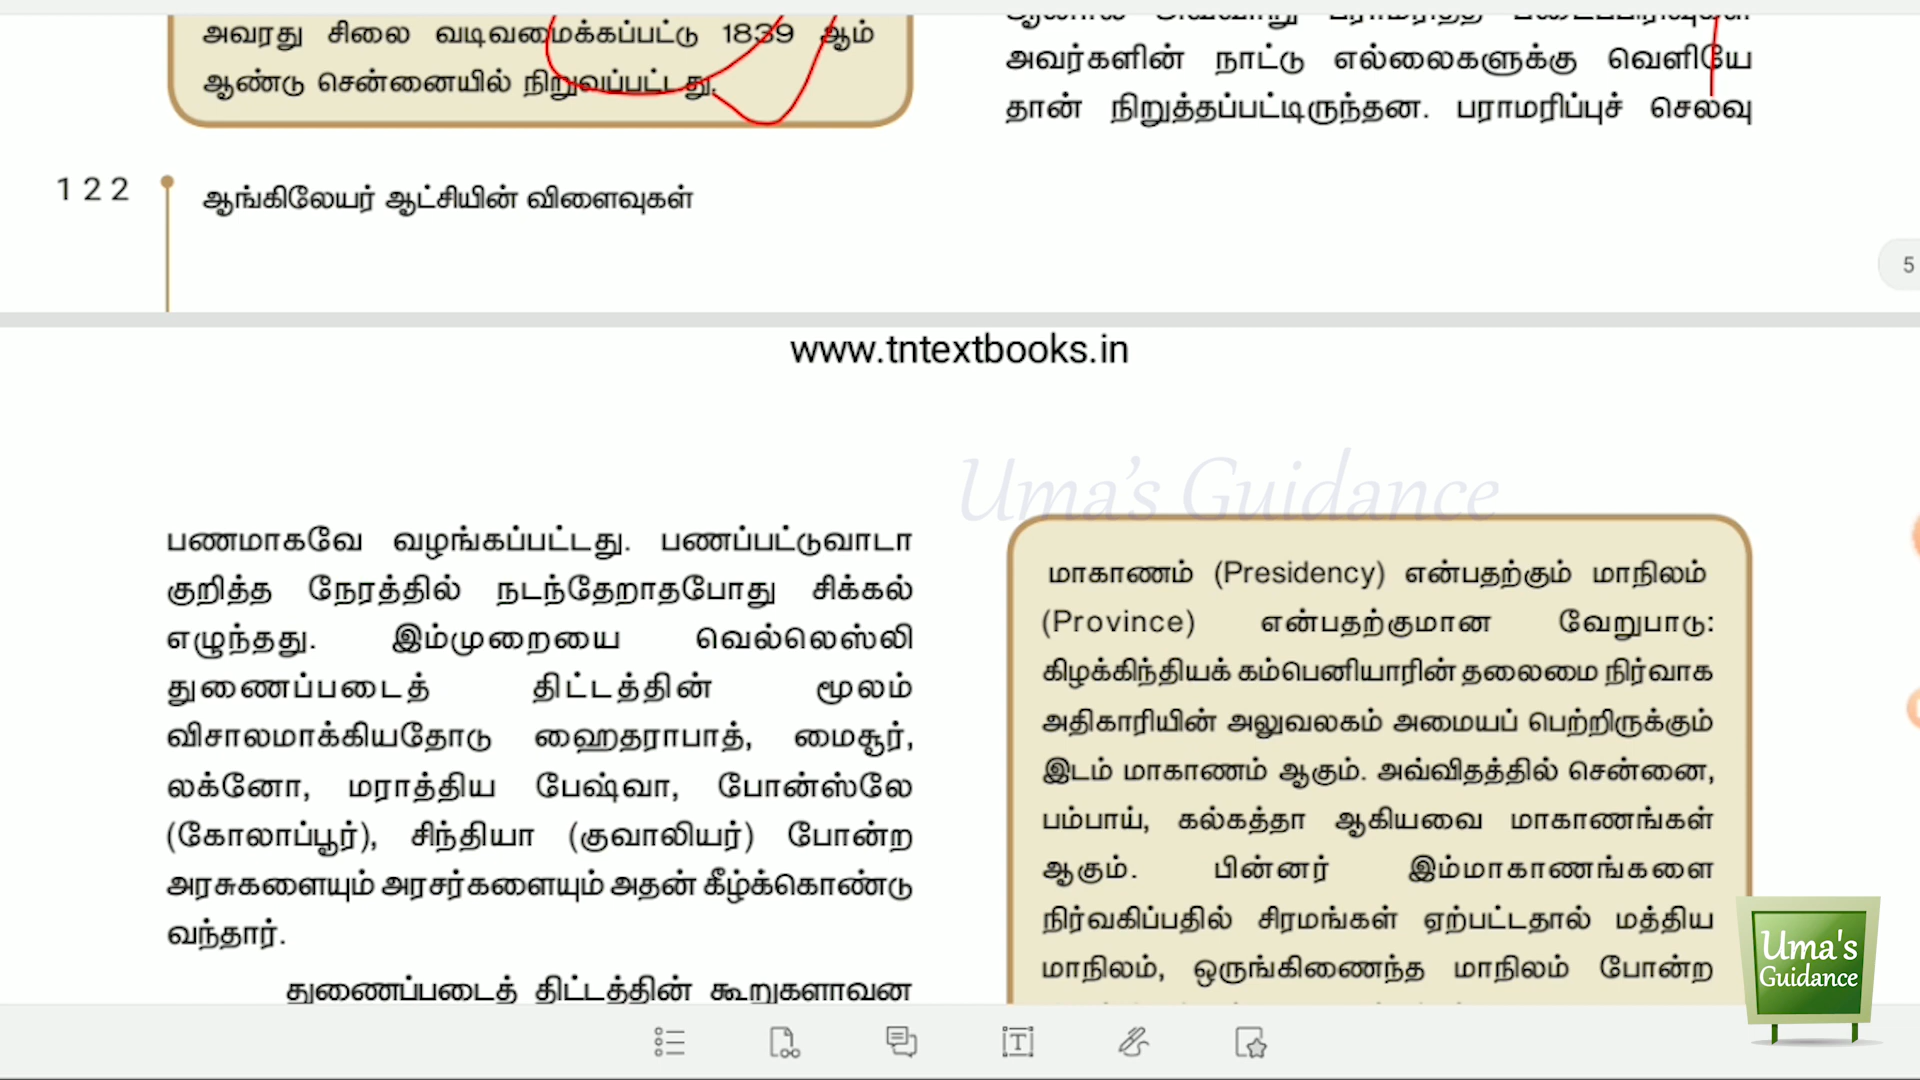 அவரது சிலை வடிவமைக்கப்பட்டு 1839 ஆம்
ஆண்டு சென்னையில் நிறுவப்பட்டது.
அவர்களின் நாட்டு எல்லைகளுக்கு வெளியே
தான் நிறுத்தப்பட்டிருந்தன. பராமரிப்புச் செலவு
122 ஆங்கிலேயர் ஆட்சியின் விளைவுகள்
5
www.tntextbooks.in
Uma's Guidance
பணமாகவே வழங்கப்பட்டது. பணப்பட்டுவாடா
குறித்த நேரத்தில் நடந்தேறாதபோது சிக்கல்
எழுந்தது. இம்முறையை வெல்லெஸ்லி
துணைப்படைத் திட்டத்தின் மூலம்
விசாலமாக்கியதோடு ஹைதராபாத், மைசூர்,
லக்னோ, மராத்திய பேஷ்வா, போன்ஸ்லே
(கோலாப்பூர்), சிந்தியா (குவாலியர்) போன்ற
அரசுகளையும் அரசர்களையும் அதன் கீழ்க்கொண்டு
வந்தார்.
துணைப்படைத் திட்டத்தின் கூறுகளாவன
மாகாணம் (Presidency) என்பதற்கும் மாநிலம்
(Province) என்பதற்குமான வேறுபாடு:
கிழக்கிந்தியக் கம்பெனியாரின் தலைமை நிர்வாக
அதிகாரியின் அலுவலகம் அமையப் பெற்றிருக்கும்
இடம் மாகாணம் ஆகும். அவ்விதத்தில் சென்னை,
பம்பாய், கல்கத்தா ஆகியவை மாகாணங்கள்
ஆகும். பின்னர் இம்மாகாணங்களை
நிர்வகிப்பதில் சிரமங்கள் ஏற்பட்டதால் மத்திய
மாநிலம், ஒருங்கிணைந்த மாநிலம் போன்ற
Uma's
Guidance